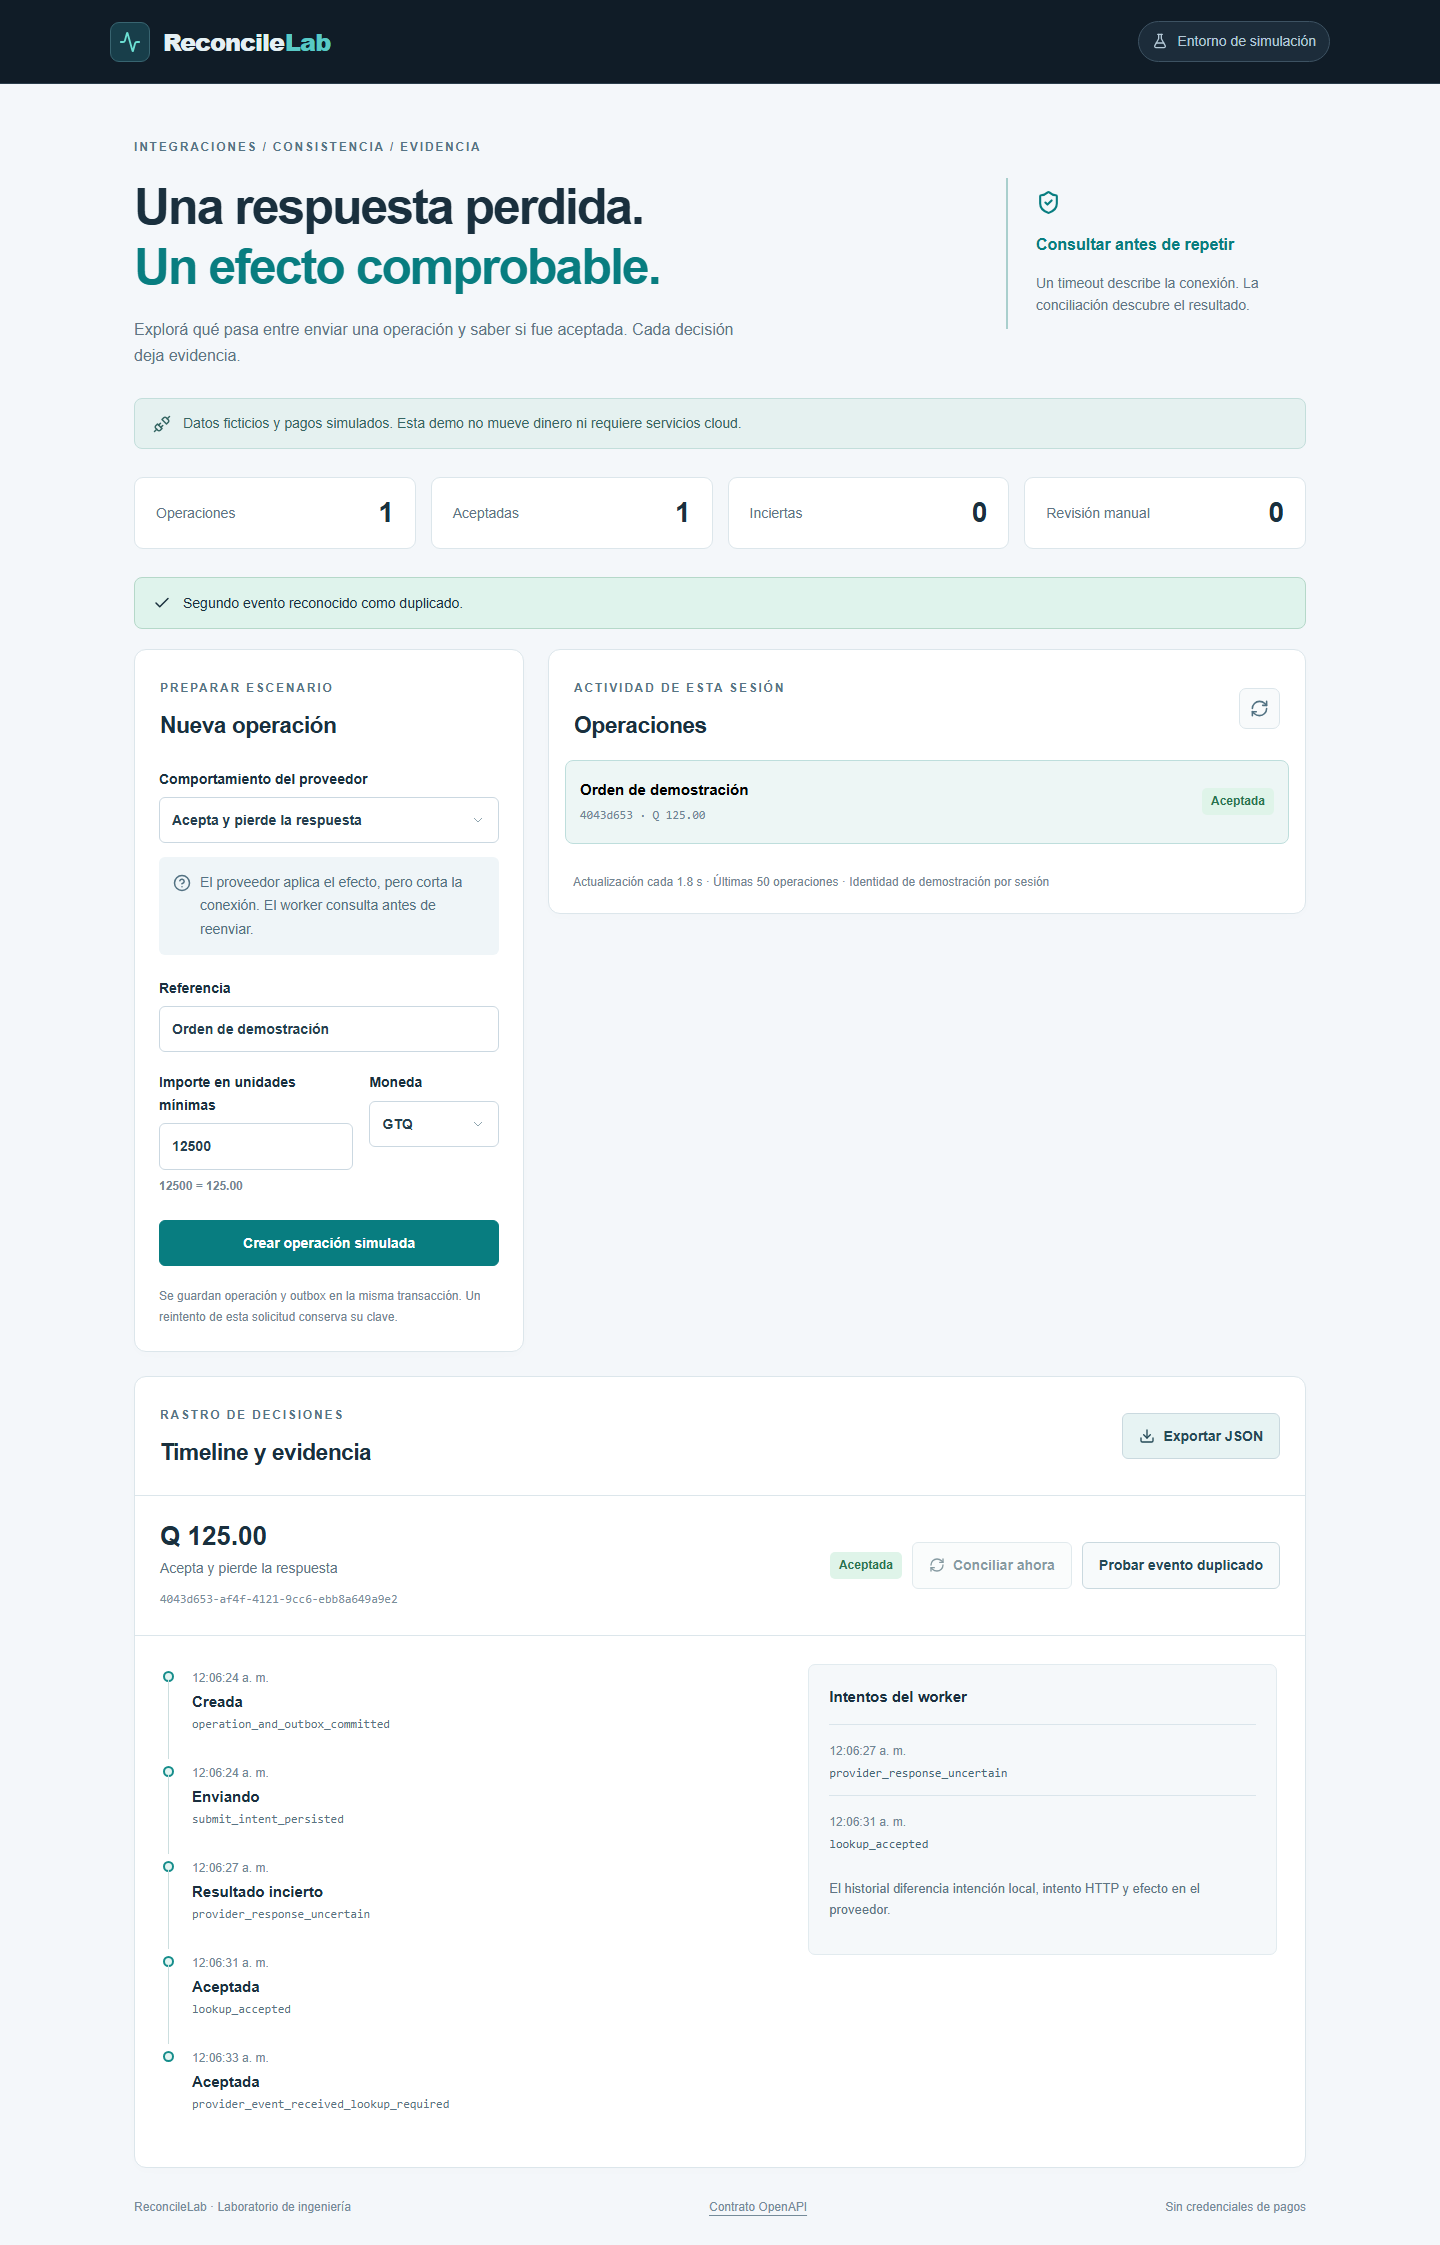 ReconcileLab
Entorno de simulación
INTEGRACIONES / CONSISTENCIA / EVIDENCIA
Una respuesta perdida.
Un efecto comprobable.
Explorá qué pasa entre enviar una operación y saber si fue aceptada. Cada decisión
deja evidencia.
Consultar antes de repetir
Un timeout describe la conexión. La
conciliación descubre el resultado.
Datos ficticios y pagos simulados. Esta demo no mueve dinero ni requiere servicios cloud.
Operaciones 1
Aceptadas 1
Inciertas 0
Revisión manual 0
Segundo evento reconocido como duplicado.
PREPARAR ESCENARIO
Nueva operación
Comportamiento del proveedor
Acepta y pierde la respuesta
El proveedor aplica el efecto, pero corta la
conexión. El worker consulta antes de
reenviar.
Referencia
Orden de demostración
Importe en unidades
mínimas
12500
12500 = 125.00
Moneda
GTQ
Crear operación simulada
Se guardan operación y outbox en la misma transacción. Un
reintento de esta solicitud conserva su clave.
ACTIVIDAD DE ESTA SESIÓN
Operaciones
Orden de demostración
4043d653 · Q 125.00
Aceptada
Actualización cada 1.8 s · Últimas 50 operaciones · Identidad de demostración por sesión
RASTRO DE DECISIONES
Timeline y evidencia
Exportar JSON
Q 125.00
Acepta y pierde la respuesta
4043d653-af4f-4121-9cc6-ebb8a649a9e2
Aceptada
Conciliar ahora
Probar evento duplicado
12:06:24 a. m.
Creada
operation_and_outbox_committed
12:06:24 a. m.
Enviando
submit_intent_persisted
12:06:27 a. m.
Resultado incierto
provider_response_uncertain
12:06:31 a. m.
Aceptada
lookup_accepted
12:06:33 a. m.
Aceptada
provider_event_received_lookup_required
Intentos del worker
12:06:27 a. m.
provider_response_uncertain
12:06:31 a. m.
lookup_accepted
El historial diferencia intención local, intento HTTP y efecto en el
proveedor.
ReconcileLab · Laboratorio de ingeniería
Contrato OpenAPI
Sin credenciales de pagos